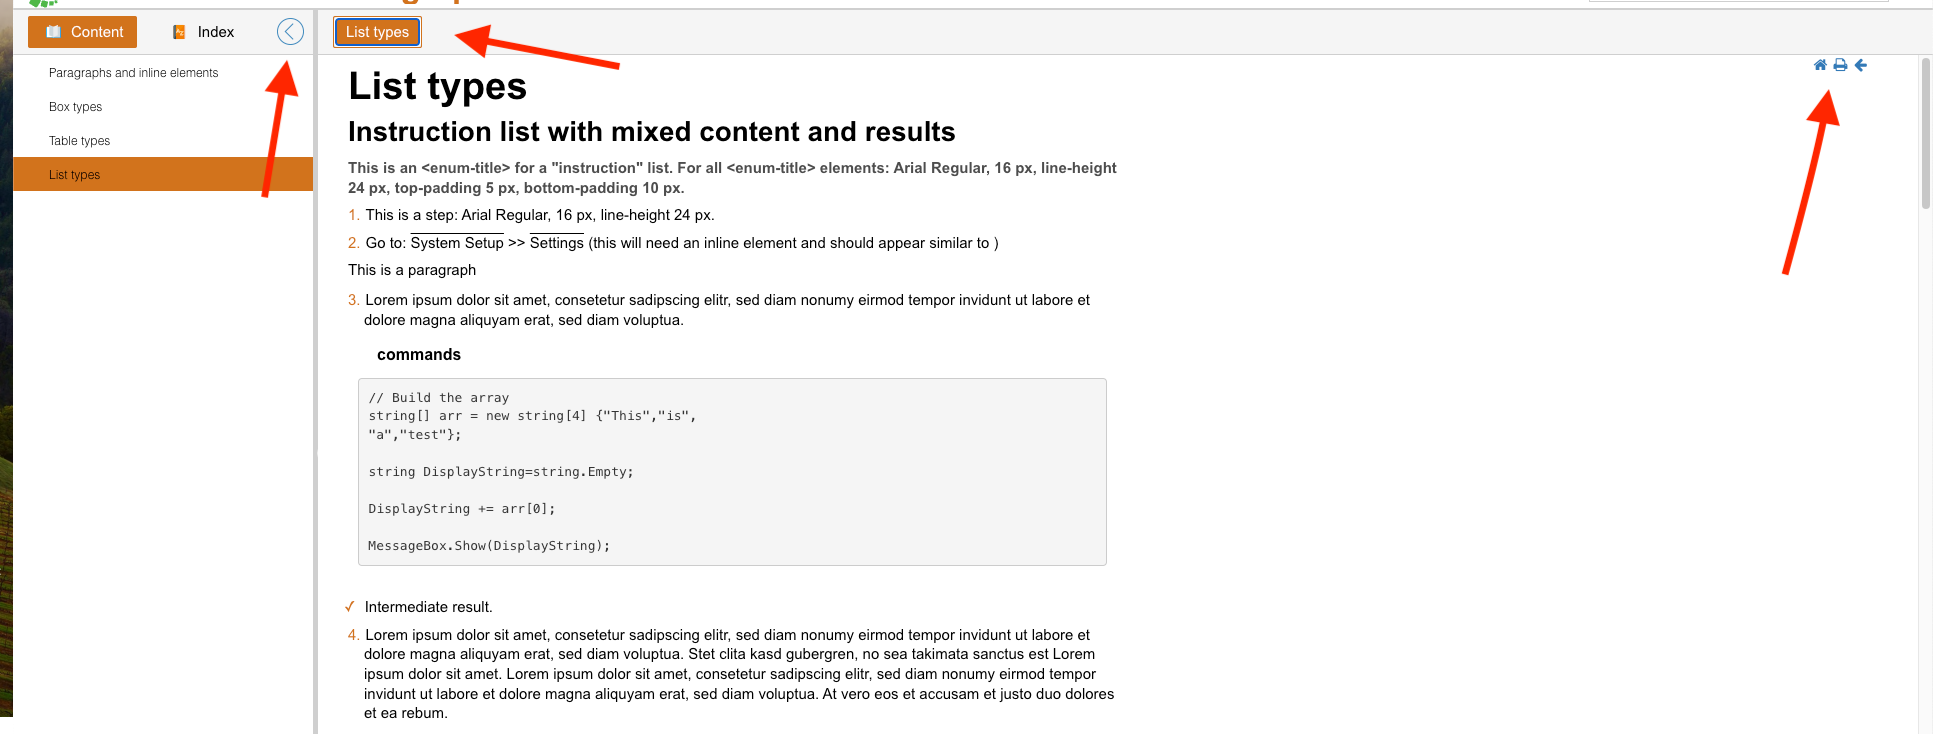 Content
Index
List types
Paragraphs and inline elements
Box types
Table types
List types
List types
Instruction list with mixed content and results
This is an <enum-title> for a "instruction" list. For all <enum-title> elements: Arial Regular, 16 px, line-height
24 px, top-padding 5 px, bottom-padding 10 px.
1. This is a step: Arial Regular, 16 px, line-height 24 px.
2. Go to: System Setup >> Settings (this will need an inline element and should appear similar to )
This is a paragraph
3. Lorem ipsum dolor sit amet, consetetur sadipscing elitr, sed diam nonumy eirmod tempor invidunt ut labore et
dolore magna aliquyam erat, sed diam voluptua.
commands
// Build the array
string[] arr = new string[4] {"This","is",
"a","test"};
string DisplayString=string.Empty;
DisplayString += arr[0];
MessageBox.Show(DisplayString);
✓ Intermediate result.
4. Lorem ipsum dolor sit amet, consetetur sadipscing elitr, sed diam nonumy eirmod tempor invidunt ut labore et
dolore magna aliquyam erat, sed diam voluptua. Stet clita kasd gubergren, no sea takimata sanctus est Lorem
ipsum dolor sit amet. Lorem ipsum dolor sit amet, consetetur sadipscing elitr, sed diam nonumy eirmod tempor
invidunt ut labore et dolore magna aliquyam erat, sed diam voluptua. At vero eos et accusam et justo duo dolores
et ea rebum.